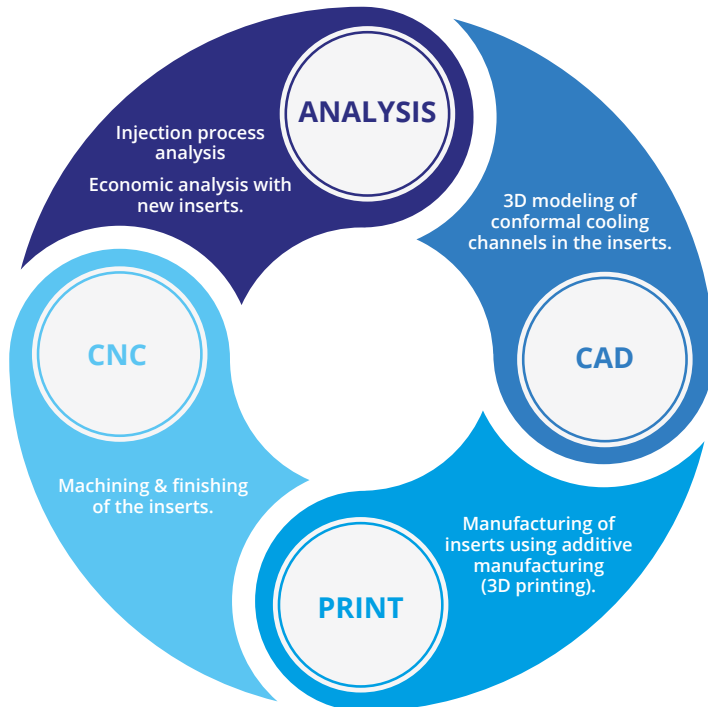 ANALYSIS
Injection process
analysis
Economic analysis with
new inserts.
3D modeling of
conformal cooling
channels in the inserts.
CAD
Manufacturing of
inserts using additive
manufacturing
(3D printing).
PRINT
Machining & finishing
of the inserts.
CNC